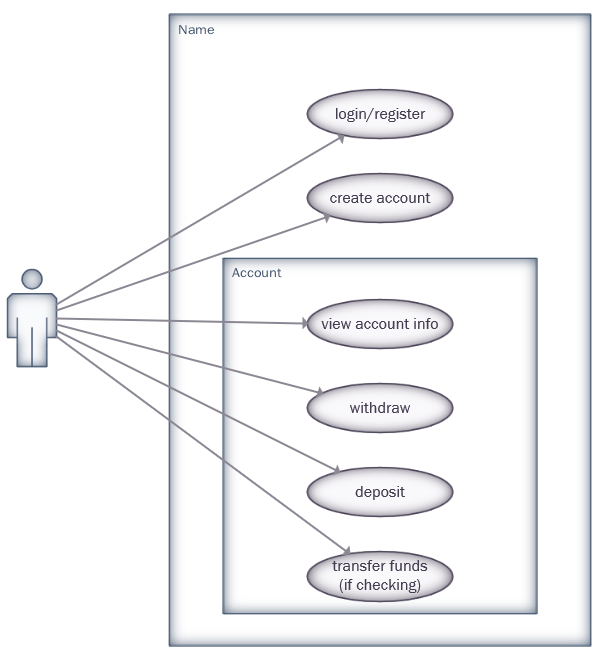 Name
login/register
create account
Account
view account info
withdraw
deposit
transfer funds
(if checking)